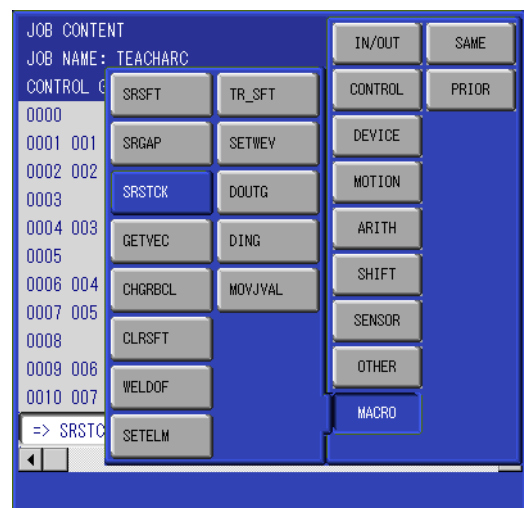 JOB CONTENT
JOB NAME: TEACHARC
CONTROL G
0000
0001 001
0002 002
0003
0004 003
0005
0006 004
0007 005
0008
0009 006
0010 007
=> SRSTC
SRSFT TR_SFT
SRGAP SETWEV
SRSTCK DOUTG
GETVEC DING
CHGRBCL MOVJVAL
CLRSFT
WELDOF
SETELM
IN/OUT SAME
CONTROL PRIOR
DEVICE
MOTION
ARITH
SHIFT
SENSOR
OTHER
MACRO